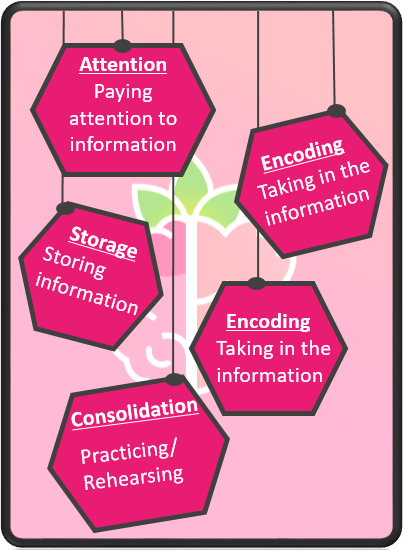 Attention
Paying
attention to
information
Encoding
Taking in the
information
Storage
Storing
information
Encoding
Taking in the
information
Consolidation
Practicing/
Rehearsing